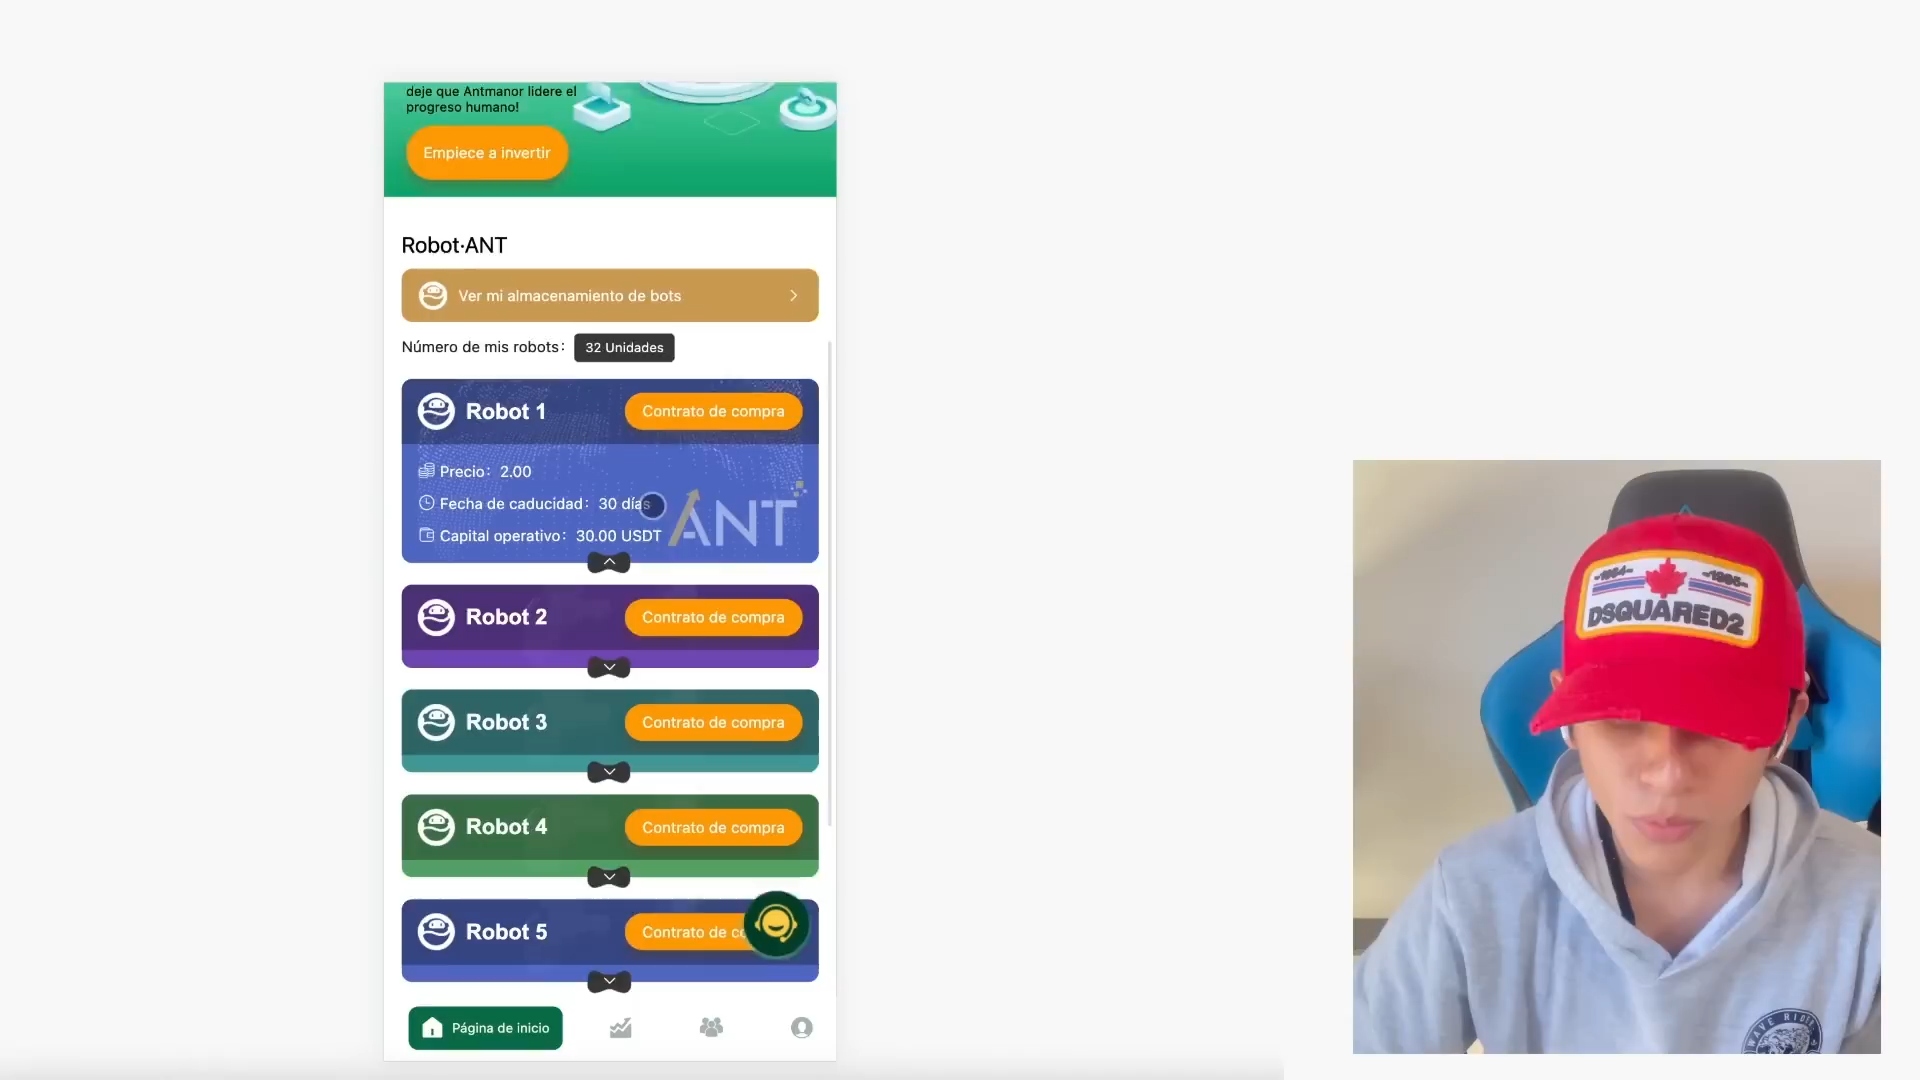 deje que Antmanor lidere el
progreso humano!
Empiece a invertir
Robot·ANT
Ver mi almacenamiento de bots
Número de mis robots: 32 Unidades
Robot 1
Contrato de compra
Precio: 2.00
Fecha de caducidad: 30 días
Capital operativo: 30.00 USDT
ANT
Robot 2
Contrato de compra
Robot 3
Contrato de compra
Robot 4
Contrato de compra
Robot 5
Contrato de
Página de inicio
-1964- -1995-
DSQUARED2
WAVE